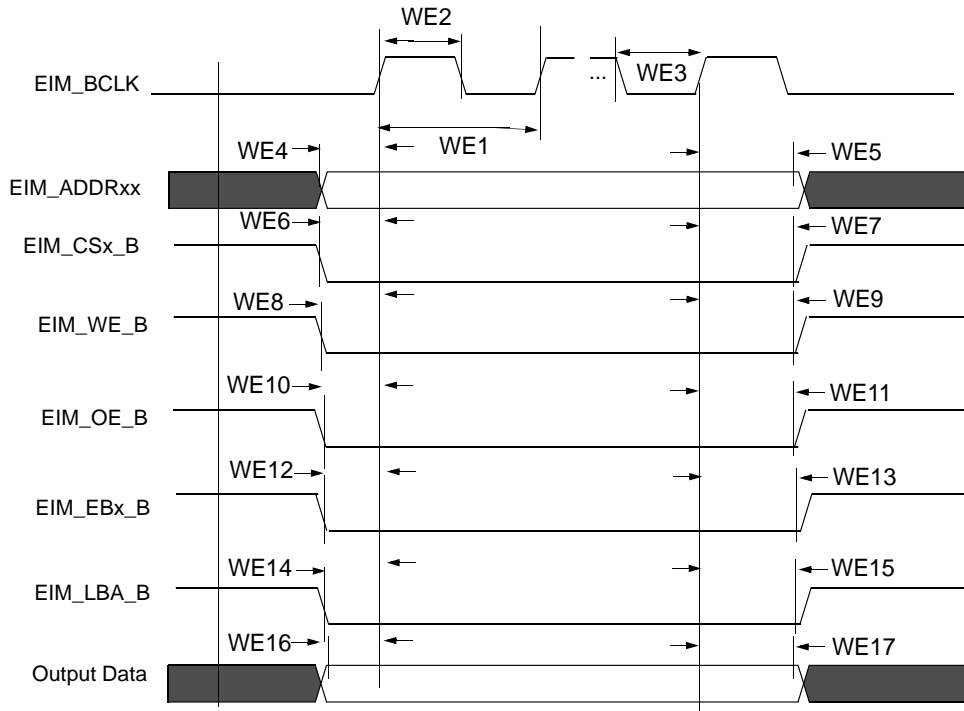 WE2
EIM_BCLK
...
WE3
WE4
WE1
WE5
EIM_ADDRxx
WE6
WE7
EIM_CSx_B
WE8
WE9
EIM_WE_B
WE10
WE11
EIM_OE_B
WE12
WE13
EIM_EBx_B
WE14
WE15
EIM_LBA_B
WE16
WE17
Output Data